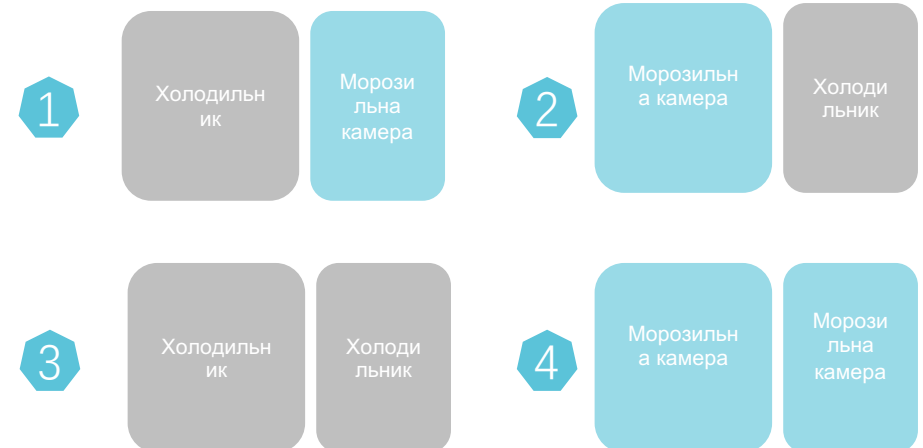 1
Холодильн
ик
Морози
льна
камера
2
Морозильн
а камера
Холоди
льник
3
Холодильн
ик
Холоди
льник
4
Морозильн
а камера
Морози
льна
камера